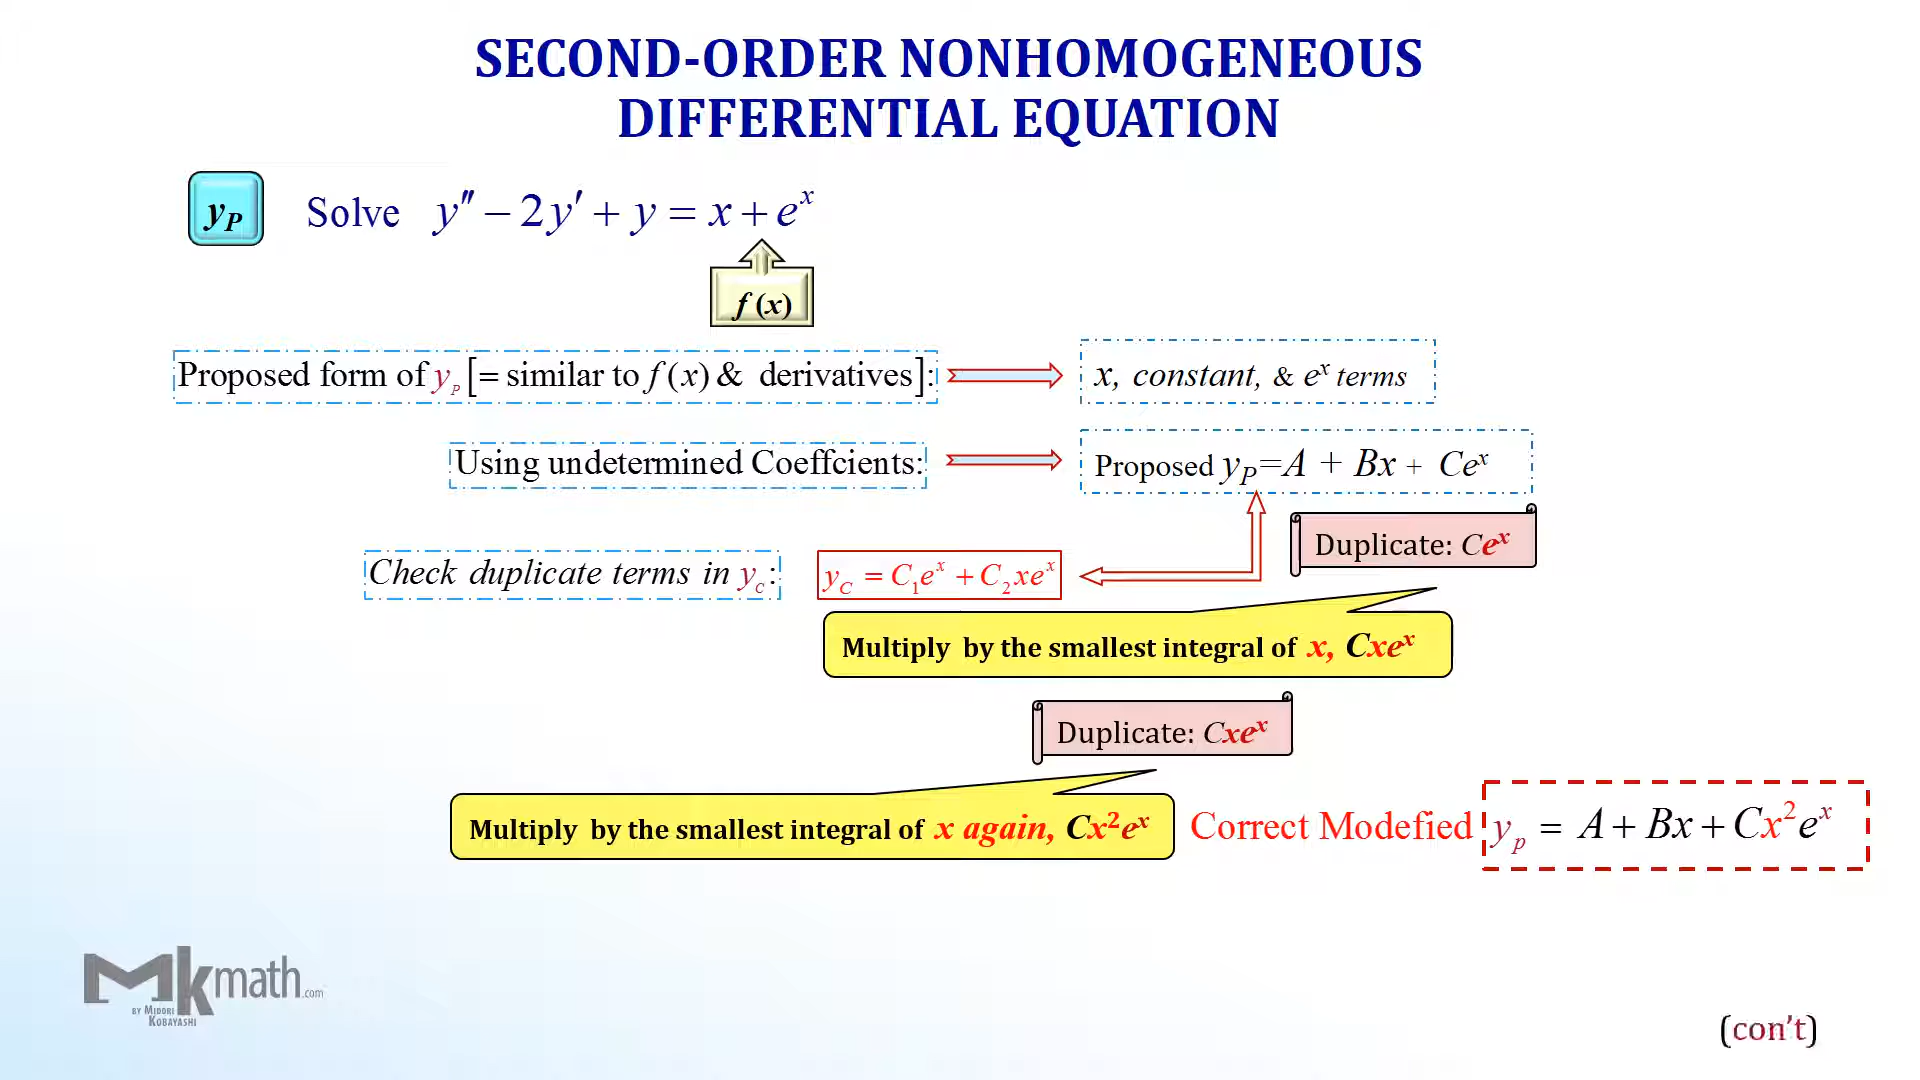 SECOND-ORDER NONHOMOGENEOUS
DIFFERENTIAL EQUATION
y_P Solve y″ − 2y′ + y = x + e^x
f (x)
Proposed form of y_P [= similar to f (x) & derivatives]:
x, constant, & e^x terms
Using undetermined Coeffcients:
Proposed y_P=A + Bx + Ce^x
Duplicate: Ce^x
Check duplicate terms in y_C:
y_C = C_1e^x + C_2xe^x
Multiply by the smallest integral of x, Cxe^x
Duplicate: Cxe^x
Multiply by the smallest integral of x again, Cx^2e^x
Correct Modefied y_p = A + Bx + Cx^2e^x
Mkmath.com
BY MIDORI
KOBAYASHI
(con't)